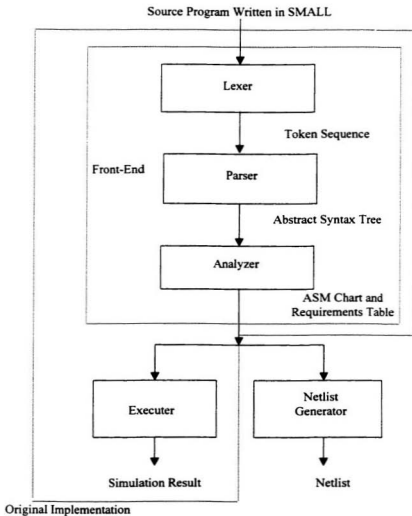 Source Program Written in SMALL
Lexer
Token Sequence
Front-End
Parser
Abstract Syntax Tree
Analyzer
ASM Chart and
Requirements Table
Executer
Netlist
Generator
Simulation Result
Netlist
Original Implementation